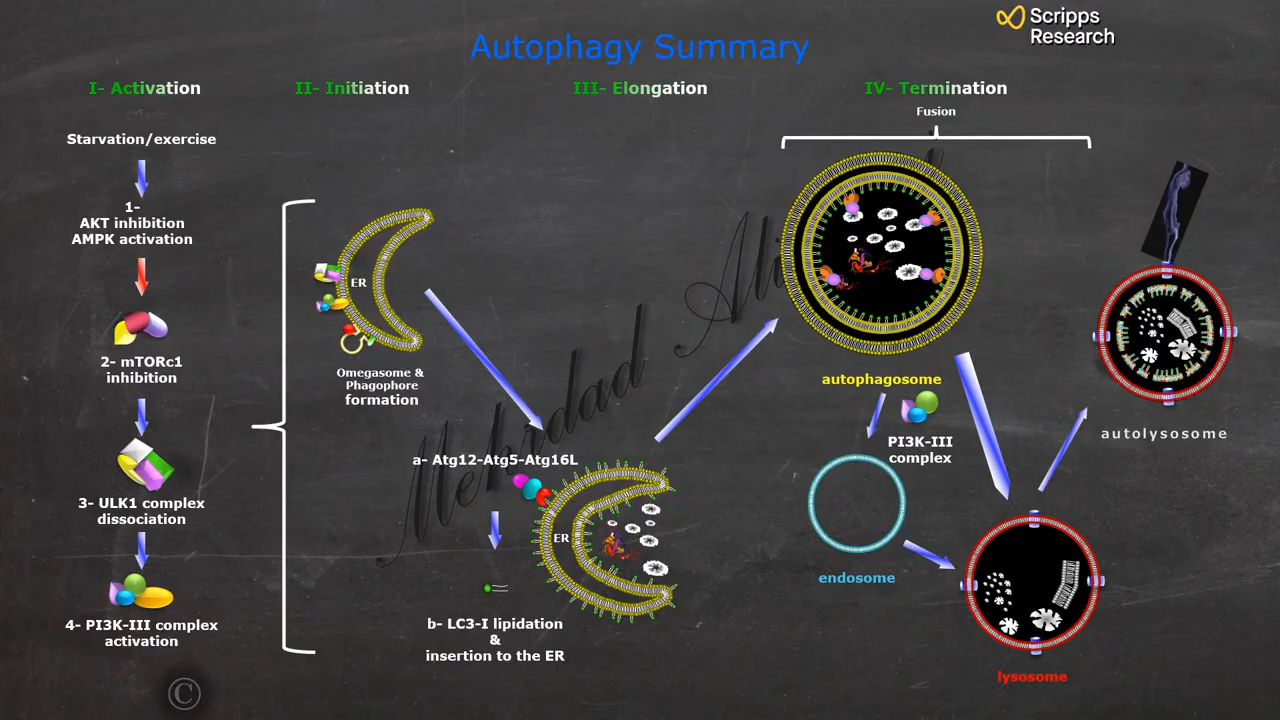 Scripps
Research
Autophagy Summary
I- Activation
II- Initiation
III- Elongation
IV- Termination
Fusion
Starvation/exercise
1-
AKT inhibition
AMPK activation
2- mTORc1
inhibition
3- ULK1 complex
dissociation
4- PI3K-III complex
activation
ER
Omegasome &
Phagophore
formation
a- Atg12-Atg5-Atg16L
ER
b- LC3-I lipidation
&
insertion to the ER
autophagosome
PI3K-III
complex
endosome
lysosome
autolysosome
Mehrdad
©